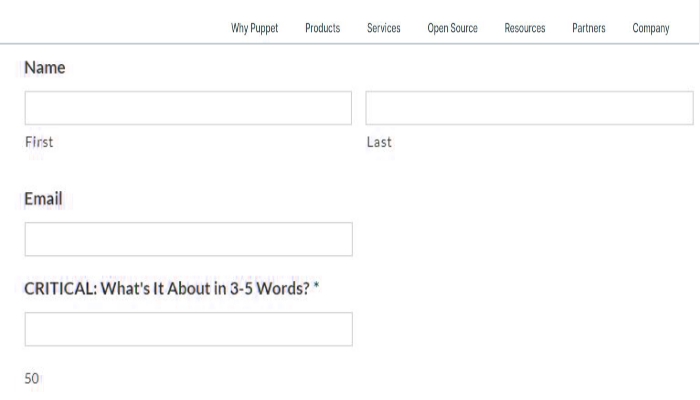 Why Puppet Products Services Open Source Resources Partners Company
Name
First Last
Email
CRITICAL: What's It About in 3-5 Words? *
50